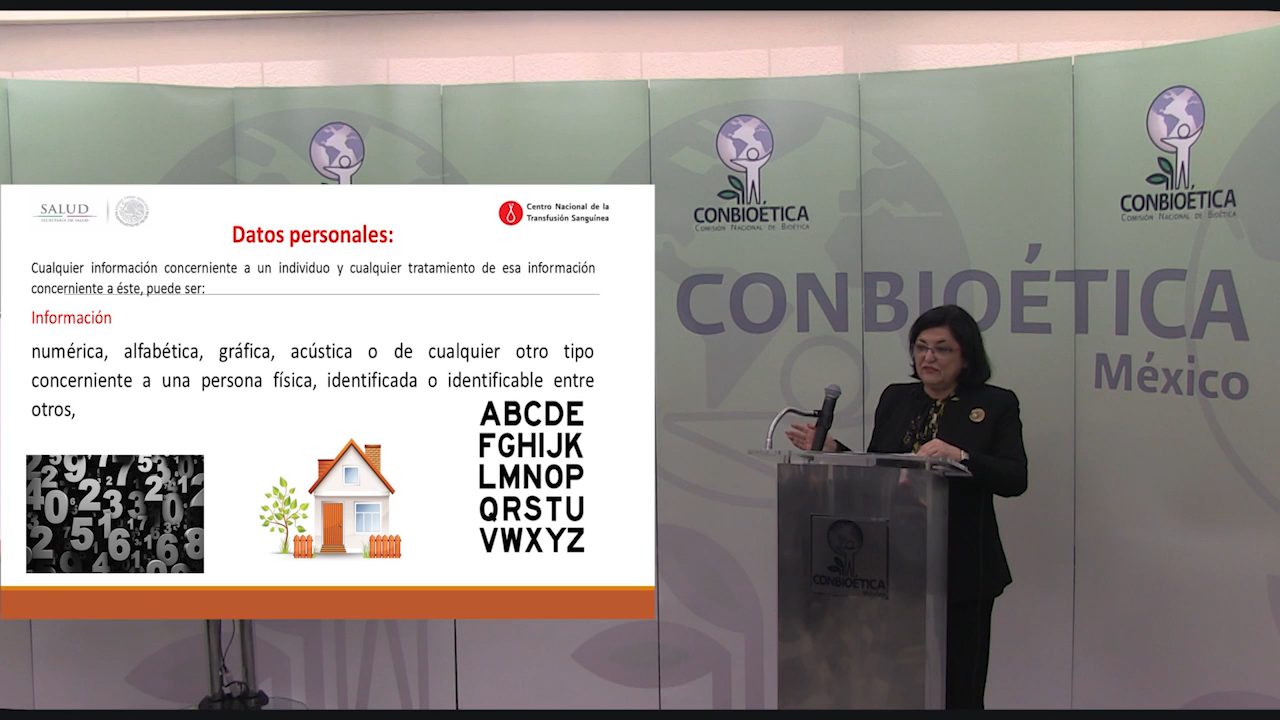 SALUD
SECRETARÍA DE SALUD
Centro Nacional de la
Transfusión Sanguínea
Datos personales:
Cualquier información concerniente a un individuo y cualquier tratamiento de esa información
concerniente a éste, puede ser:
Información
numérica, alfabética, gráfica, acústica o de cualquier otro tipo
concerniente a una persona física, identificada o identificable entre
otros,
ABCDE
FGHIJK
LMNOP
QRSTU
VWXYZ
CONBIOÉTICA
COMISIÓN NACIONAL DE BIOÉTICA
CONBIOÉTICA
COMISIÓN NACIONAL DE BIOÉTICA
CONBIOÉTICA
México
CONBIOÉTICA
México